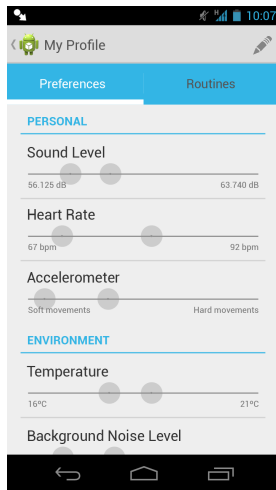 H 10:07
My Profile
Preferences Routines
PERSONAL
Sound Level
56.125 dB 63.740 dB
Heart Rate
67 bpm 92 bpm
Accelerometer
Soft movements Hard movements
ENVIRONMENT
Temperature
16ºC 21ºC
Background Noise Level